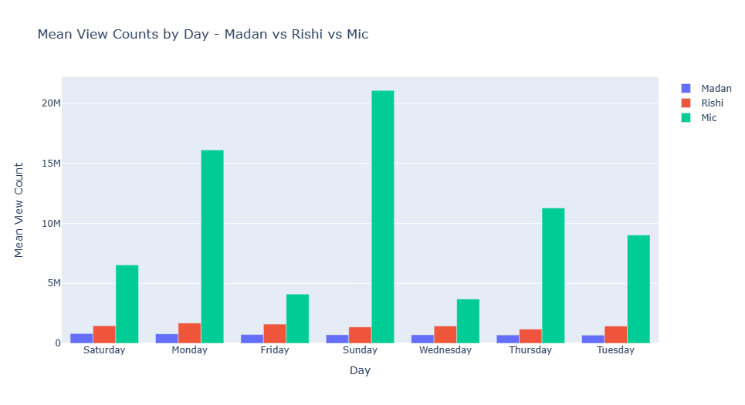 Mean View Counts by Day - Madan vs Rishi vs Mic
Madan
Rishi
Mic
Mean View Count
20M
15M
10M
5M
0
Saturday Monday Friday Sunday Wednesday Thursday Tuesday
Day